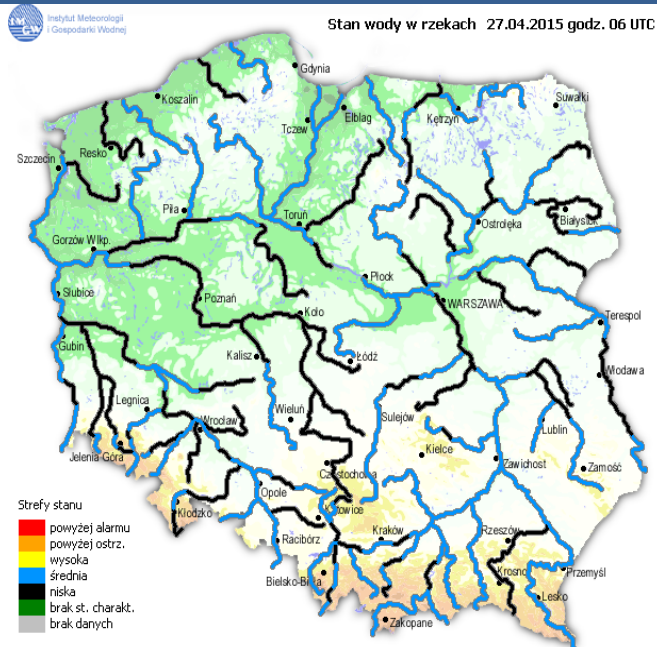 Instytut Meteorologii
i Gospodarki Wodnej
Stan wody w rzekach 27.04.2015 godz. 06 UTC
Gdynia
Koszalin
Suwałki
Tczew
Elbląg
Kętrzyn
Szczecin
Resko
Piła
Toruń
Ostrołęka
Białystok
Gorzów Wlkp.
Płock
Słubice
Poznań
Koło
WARSZAWA
Terespol
Gubin
Kalisz
Łódź
Włodawa
Legnica
Wrocław
Wieluń
Sulejów
Lublin
Jelenia Góra
Kielce
Częstochowa
Zawichost
Zamość
Opole
Kłodzko
Katowice
Racibórz
Kraków
Rzeszów
Bielsko-Biała
Krosno
Przemyśl
Lesko
Zakopane
Strefy stanu
powyżej alarmu
powyżej ostrz.
wysoka
średnia
niska
brak st. charakt.
brak danych